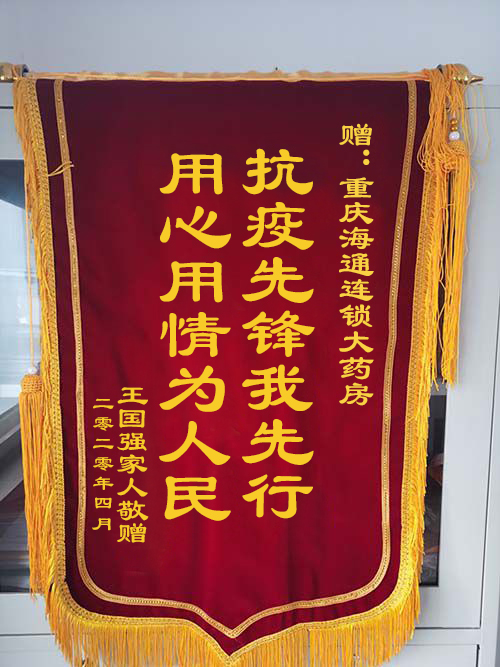 赠：重庆海通连锁大药房
抗疫先锋我先行
用心用情为人民
王国强家人敬赠
二零二零年四月